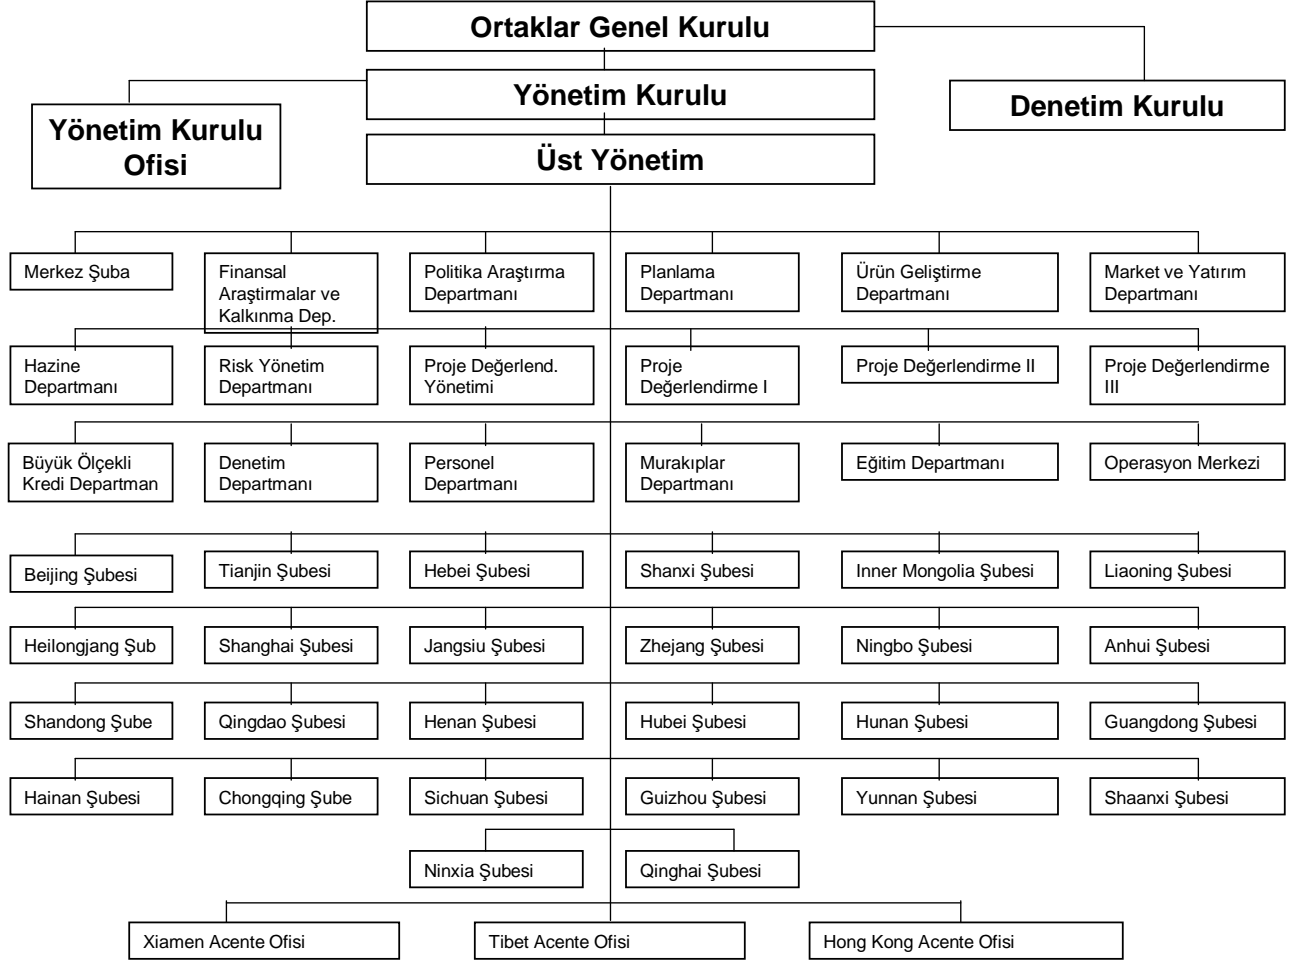 Ortaklar Genel Kurulu
Yönetim Kurulu
Denetim Kurulu
Yönetim Kurulu
Ofisi
Üst Yönetim
Merkez Şuba
Finansal
Araştirmalar ve
Kalkınma Dep.
Politika Araştırma
Departmanı
Planlama
Departmanı
Ürün Geliştirme
Departmanı
Market ve Yatırım
Departmanı
Hazine
Departmanı
Risk Yönetim
Departmanı
Proje Değerlend.
Yönetimi
Proje
Değerlendirme I
Proje Değerlendirme II
Proje Değerlendirme
III
Büyük Ölçekli
Kredi Departman
Denetim
Departmanı
Personel
Departmanı
Murakıplar
Departmanı
Eğitim Departmanı
Operasyon Merkezi
Beijing Şubesi
Tianjin Şubesi
Hebei Şubesi
Shanxi Şubesi
Inner Mongolia Şubesi
Liaoning Şubesi
Heilongjang Şub
Shanghai Şubesi
Jangsiu Şubesi
Zhejang Şubesi
Ningbo Şubesi
Anhui Şubesi
Shandong Şube
Qingdao Şubesi
Henan Şubesi
Hubei Şubesi
Hunan Şubesi
Guangdong Şubesi
Hainan Şubesi
Chongqing Şube
Sichuan Şubesi
Guizhou Şubesi
Yunnan Şubesi
Shaanxi Şubesi
Ninxia Şubesi
Qinghai Şubesi
Xiamen Acente Ofisi
Tibet Acente Ofisi
Hong Kong Acente Ofisi